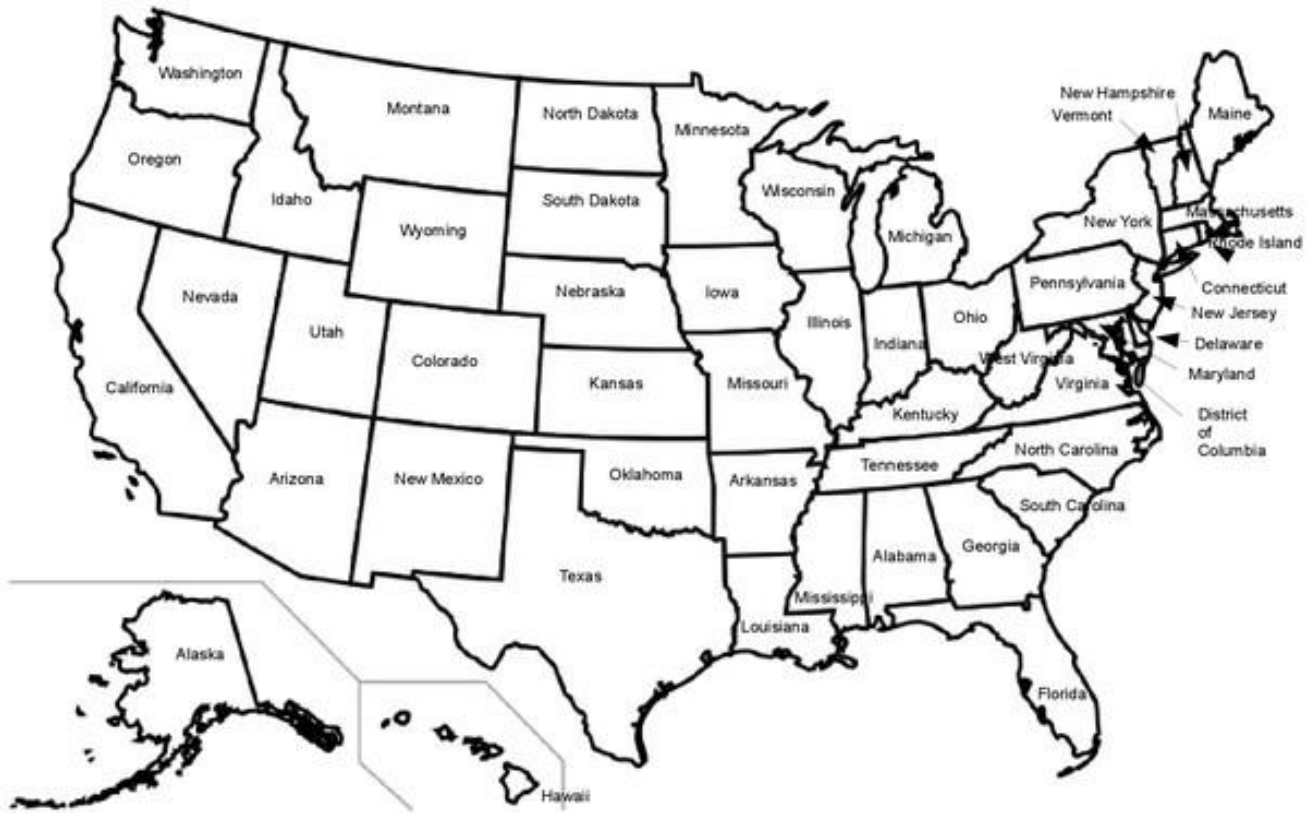 Washington
Montana
North Dakota
Minnesota
New Hampshire
Vermont
Maine
Oregon
Idaho
Wyoming
South Dakota
Wisconsin
Michigan
New York
Massachusetts
Rhode Island
Nevada
Utah
Colorado
Nebraska
Iowa
Illinois
Indiana
Ohio
Pennsylvania
Connecticut
New Jersey
Delaware
Maryland
District
of
Columbia
California
Kansas
Missouri
Kentucky
West Virginia
Virginia
Arizona
New Mexico
Oklahoma
Arkansas
Tennessee
North Carolina
South Carolina
Texas
Louisiana
Mississippi
Alabama
Georgia
Florida
Alaska
Hawaii